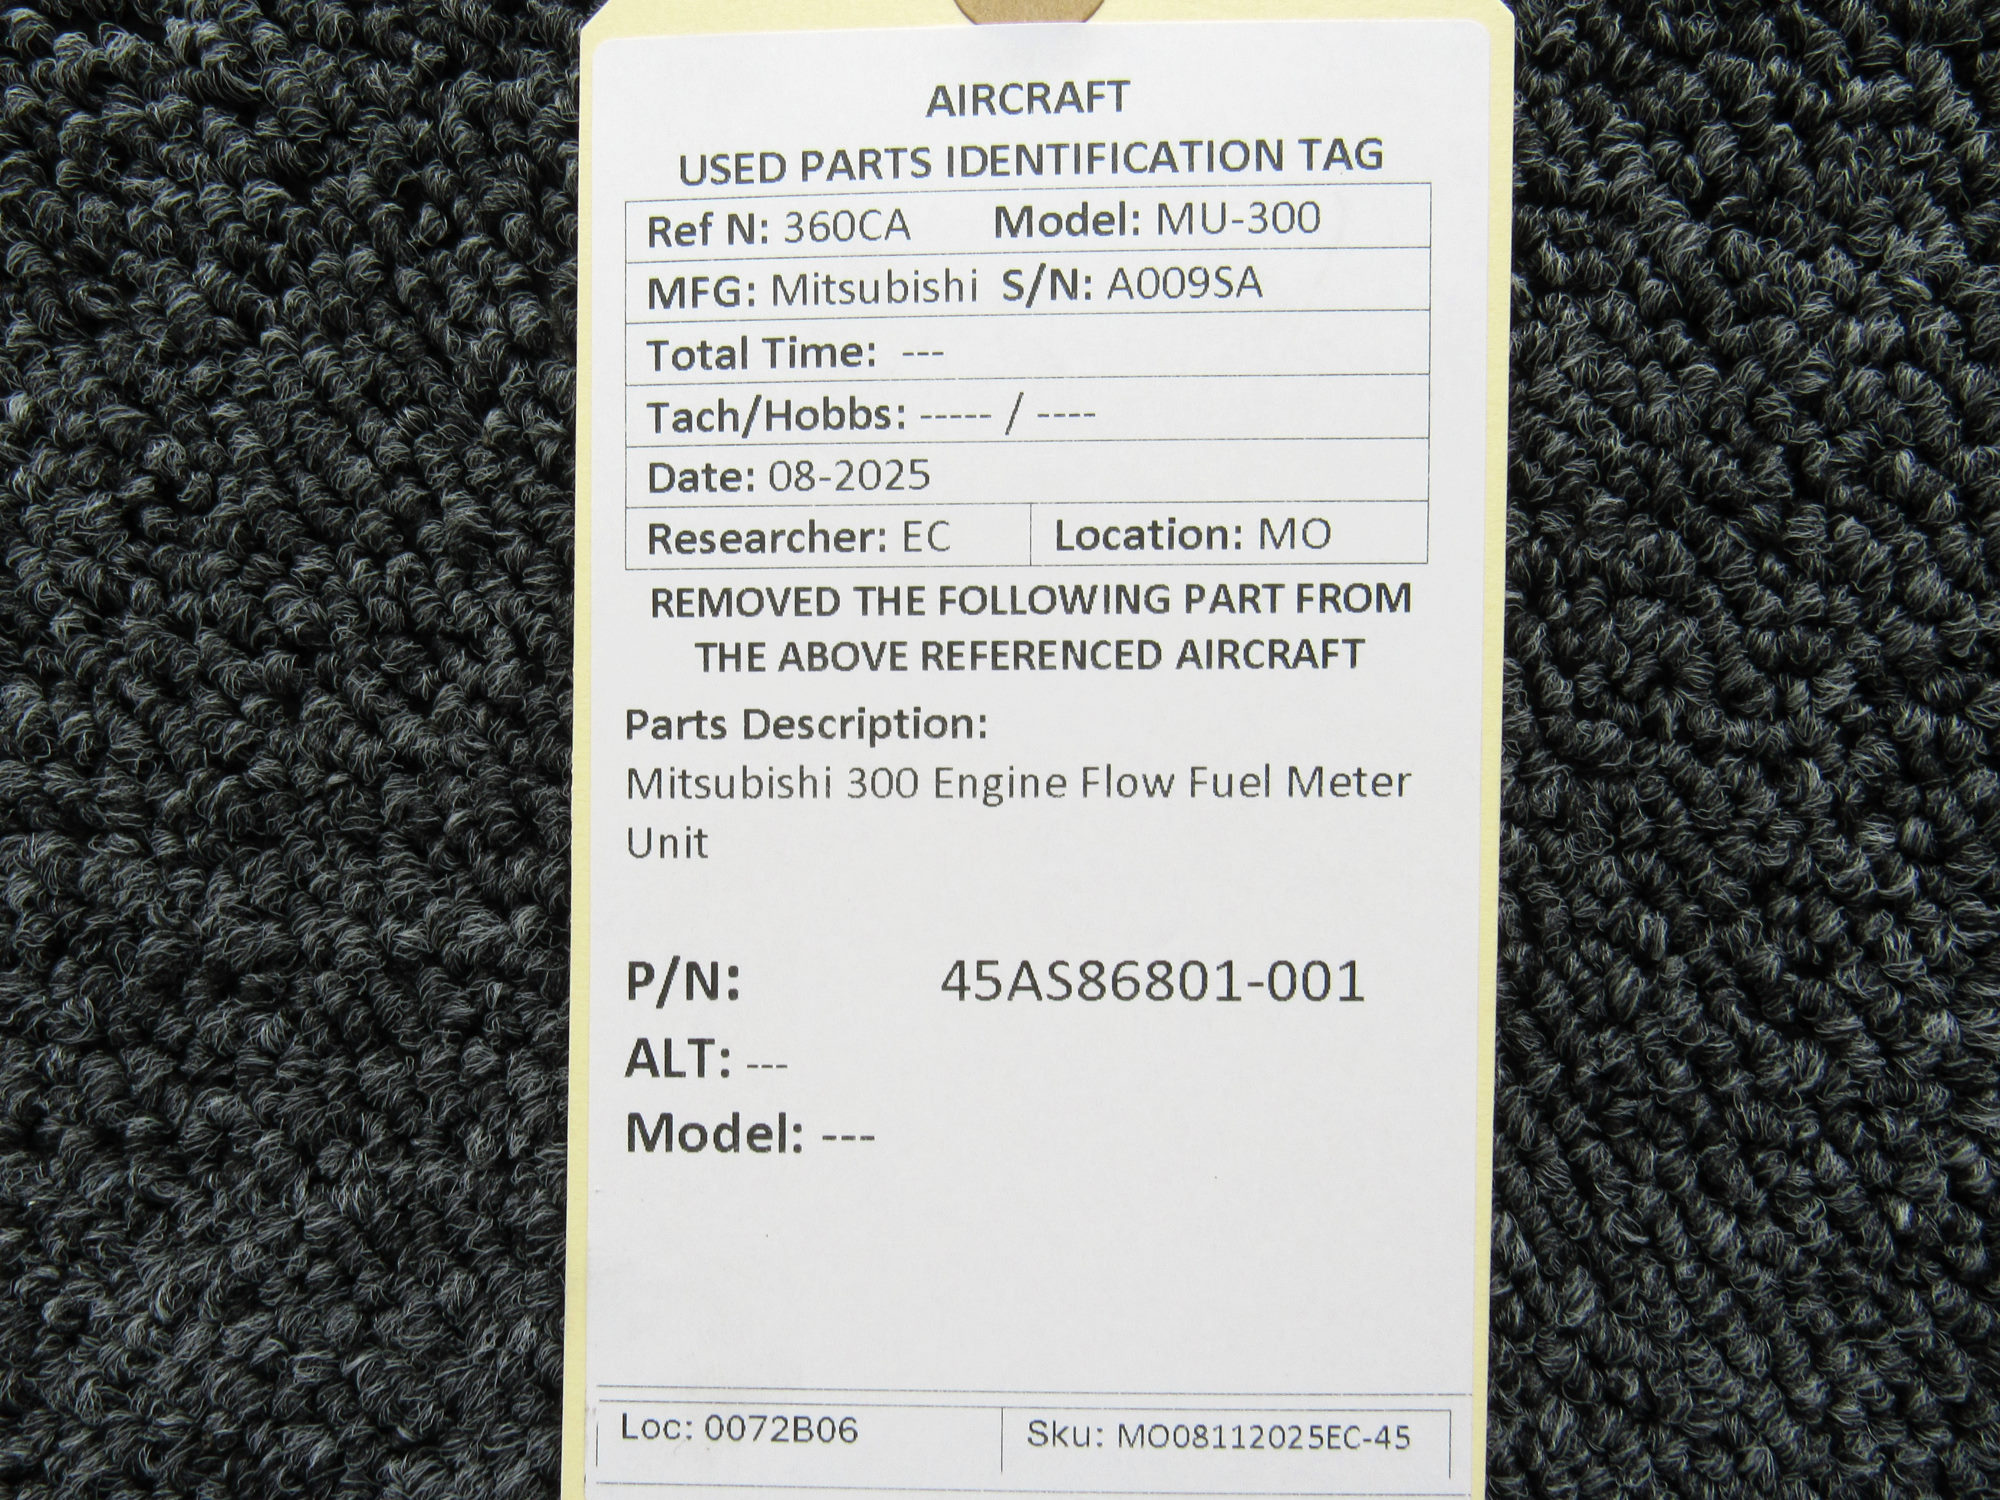 AIRCRAFT
USED PARTS IDENTIFICATION TAG
Ref N: 360CA Model: MU-300
MFG: Mitsubishi S/N: A009SA
Total Time: ---
Tach/Hobbs: ----- / ----
Date: 08-2025
Researcher: EC Location: MO
REMOVED THE FOLLOWING PART FROM
THE ABOVE REFERENCED AIRCRAFT
Parts Description:
Mitsubishi 300 Engine Flow Fuel Meter
Unit
P/N: 45AS86801-001
ALT: ---
Model: ---
Loc: 0072B06 Sku: MO08112025EC-45